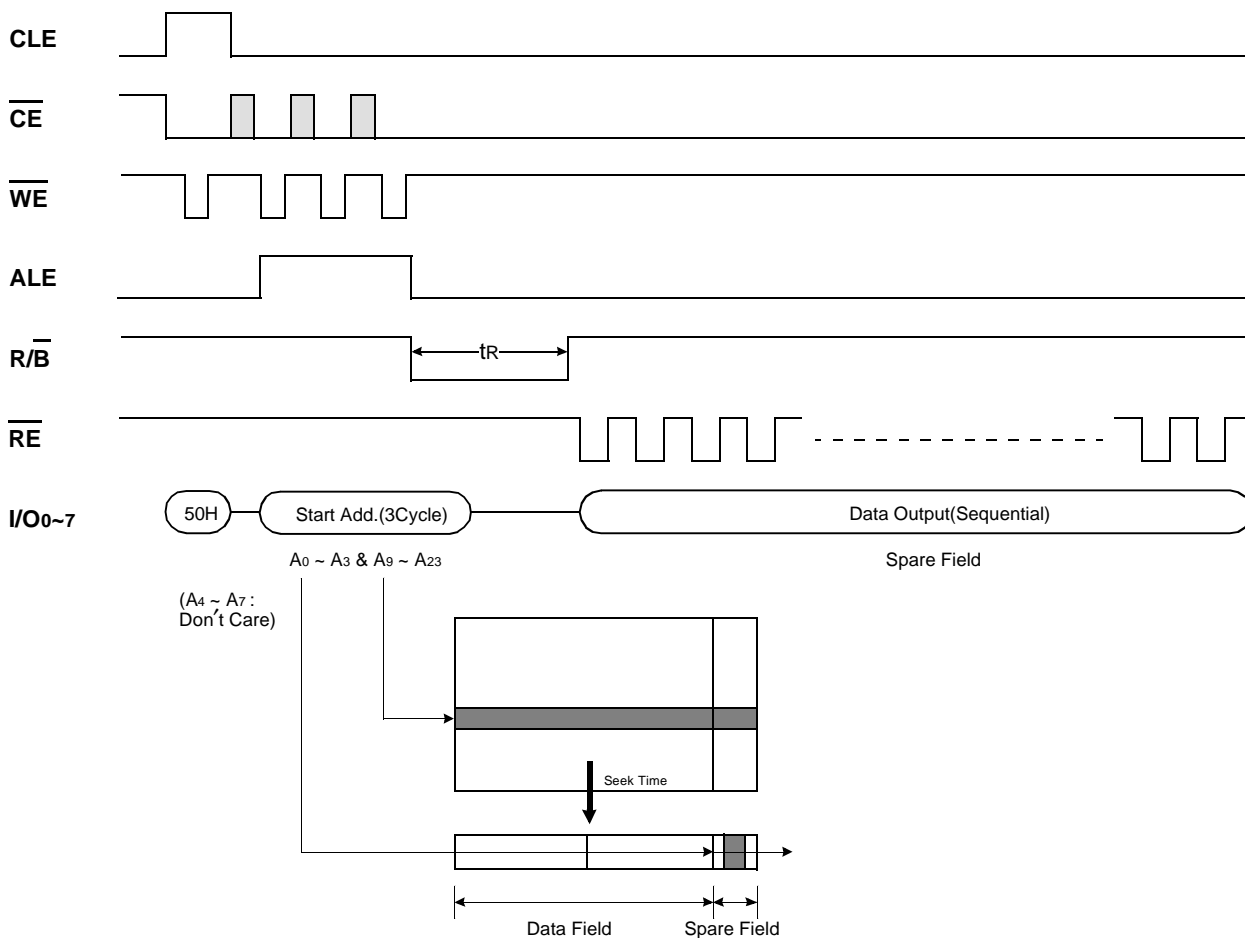 CLE
CE
WE
ALE
R/B
tR
RE
I/O0~7
50H
Start Add.(3Cycle)
Data Output(Sequential)
A0 ~ A3 & A9 ~ A23
Spare Field
(A4 ~ A7 :
Don't Care)
Seek Time
Data Field
Spare Field